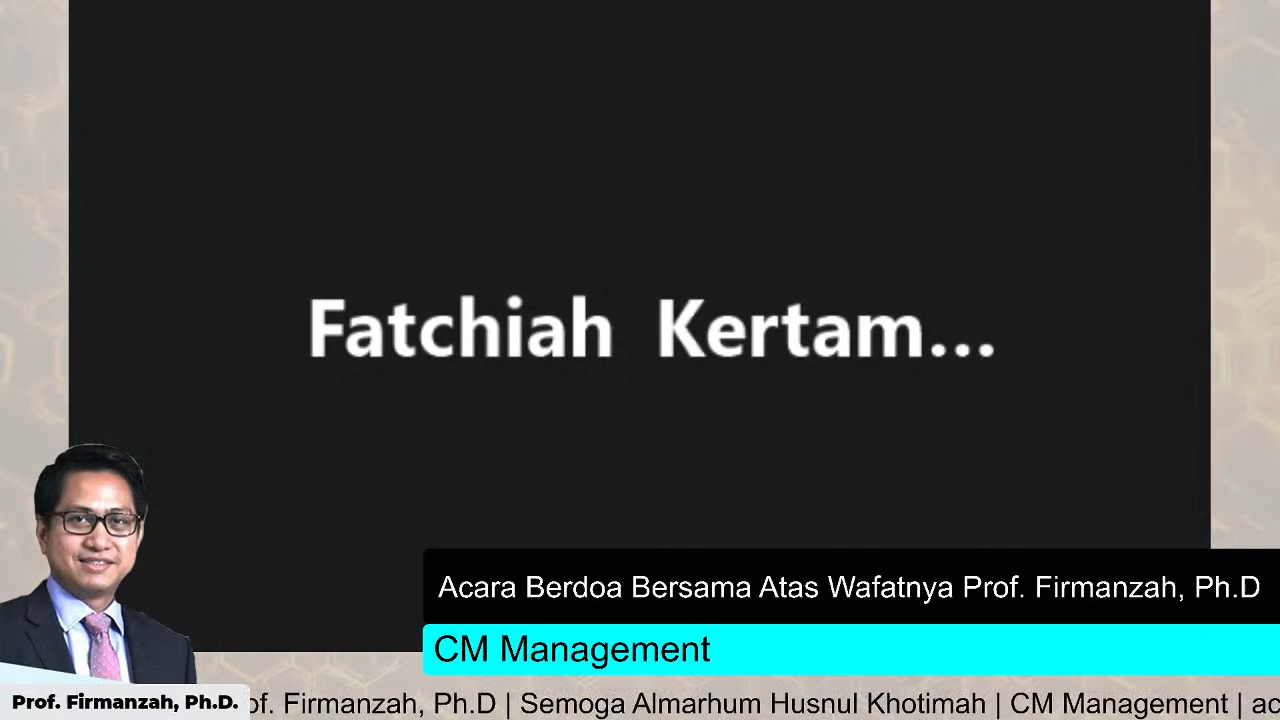 Fatchiah Kertam...
Acara Berdoa Bersama Atas Wafatnya Prof. Firmanzah, Ph.D
CM Management
Prof. Firmanzah, Ph.D.
of. Firmanzah, Ph.D | Semoga Almarhum Husnul Khotimah | CM Management | ac